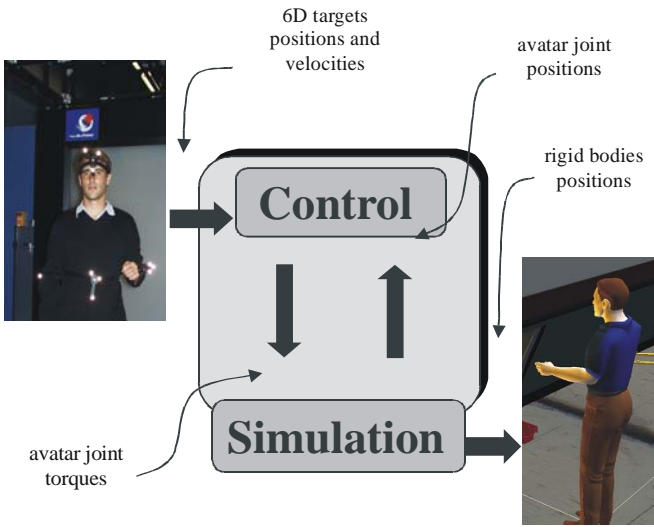 6D targets
positions and
velocities
avatar joint
positions
rigid bodies
positions
Control
Simulation
avatar joint
torques